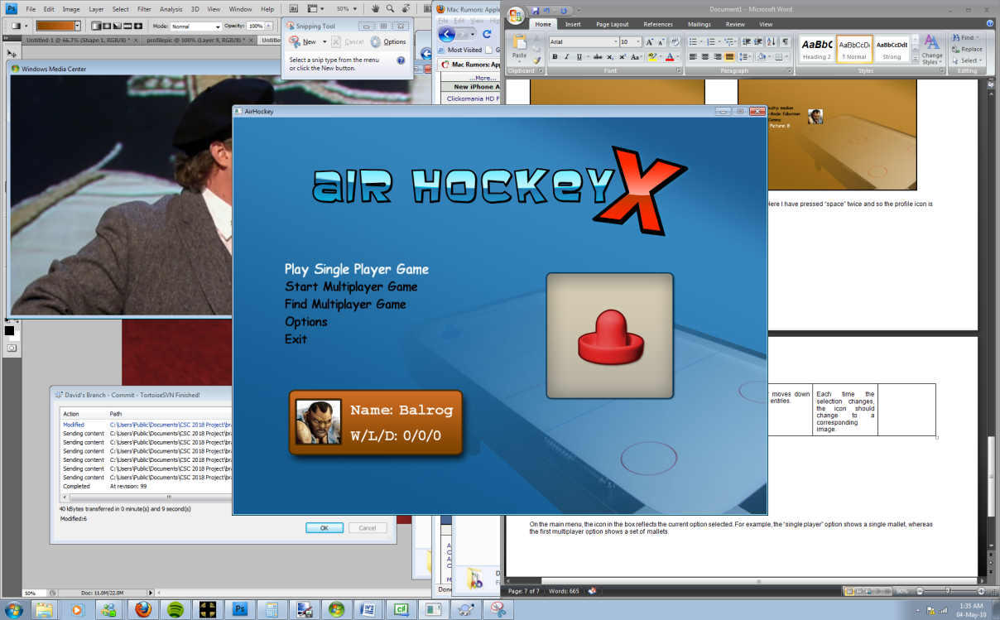 Ps File Edit Image Layer Select Filter Analysis 3D View Window Help Br 50%
Mode: Normal Opacity: 100%
Untitled-1 @ 66.7% (Shape 1, RGB/8) * × profilepic @ 100% (Layer 9, RGB/8) * ×
Windows Media Center
Snipping Tool
New Cancel Options
Select a snip type from the menu
or click the New button.
Mac Rumors: Apple
File Edit View
Most Visited
Mac Rumors: App
...More...
New iPhone A
Clickomania HD F
Document1 - Microsoft Word
Home Insert Page Layout References Mailings Review View
Paste
Arial 10
B I U abc x₂ x² Aa
AaBbC AaBbCcDc AaBbCcDdE
Heading 2 ¶ Normal Strong
Change
Styles
Find
Replace
Select
Clipboard Font Paragraph Styles Editing
culty: medium
Mode: fullscreen
Picture: 8
Here I have pressed "space" twice and so the profile icon is
AirHockey
AIR HOCKEY X
Play Single Player Game
Start Multiplayer Game
Find Multiplayer Game
Options
Exit
Name: Balrog
W/L/D: 0/0/0
moves down
entries.
Each time the
selection changes,
the icon should
change to a
corresponding
image.
David's Branch - Commit - TortoiseSVN Finished!
Action Path
Modified C:\Users\Public\Documents\CSC 2018 Project\bra
Sending content C:\Users\Public\Documents\CSC 2018 Project\bra
Sending content C:\Users\Public\Documents\CSC 2018 Project\bra
Sending content C:\Users\Public\Documents\CSC 2018 Project\bra
Sending content C:\Users\Public\Documents\CSC 2018 Project\bra
Sending content C:\Users\Public\Documents\CSC 2018 Project\bra
Sending content C:\Users\Public\Documents\CSC 2018 Project\bra
Completed At revision: 99
40 kBytes transferred in 0 minute(s) and 9 second(s)
Modified:6
OK Cancel
On the main menu, the icon in the box reflects the current option selected. For example, the "single player" option shows a single mallet, whereas
the first multiplayer option shows a set of mallets.
50% Doc: 11.0M/22.0M
Done
Page: 7 of 7 Words: 665 90%
Ps
1:35 AM
04-May-10